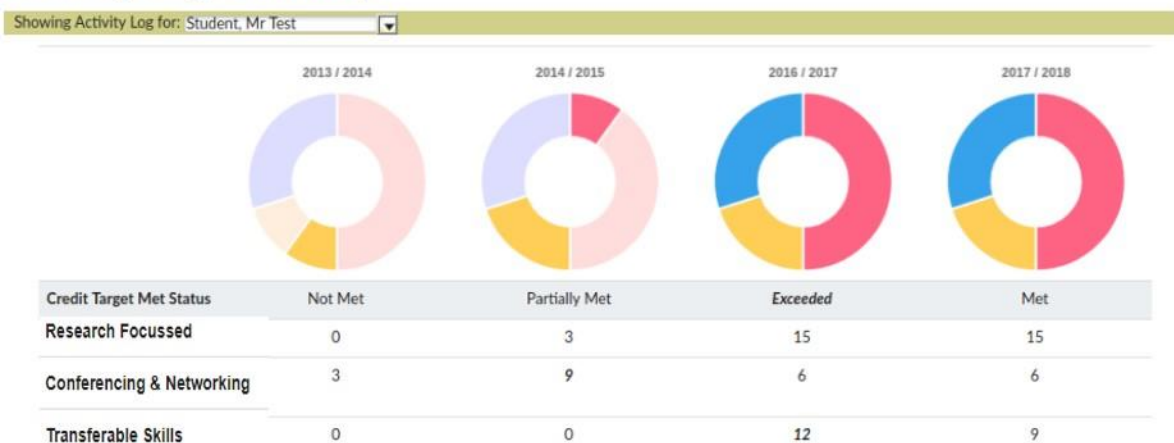 Showing Activity Log for: Student, Mr Test
2013 / 2014 2014 / 2015 2016 / 2017 2017 / 2018
Credit Target Met Status Not Met Partially Met Exceeded Met
Research Focussed 0 3 15 15
Conferencing & Networking 3 9 6 6
Transferable Skills 0 0 12 9